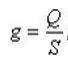 g = Q/S,